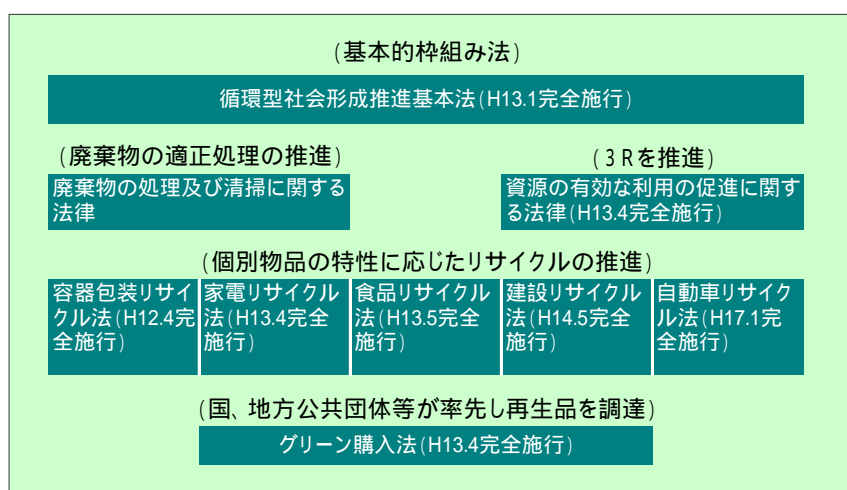 (基本的枠組み法)
循環型社会形成推進基本法(H13.1完全施行)
(廃棄物の適正処理の推進)
(3Rを推進)
廃棄物の処理及び清掃に関する
法律
資源の有効な利用の促進に関す
る法律(H13.4完全施行)
(個別物品の特性に応じたリサイクルの推進)
容器包装リサイ
クル法(H12.4完
全施行)
家電リサイクル
法(H13.4完全
施行)
食品リサイクル
法(H13.5完全
施行)
建設リサイクル
法(H14.5完全
施行)
自動車リサイク
ル法(H17.1完
全施行)
(国、地方公共団体等が率先し再生品を調達)
グリーン購入法(H13.4完全施行)